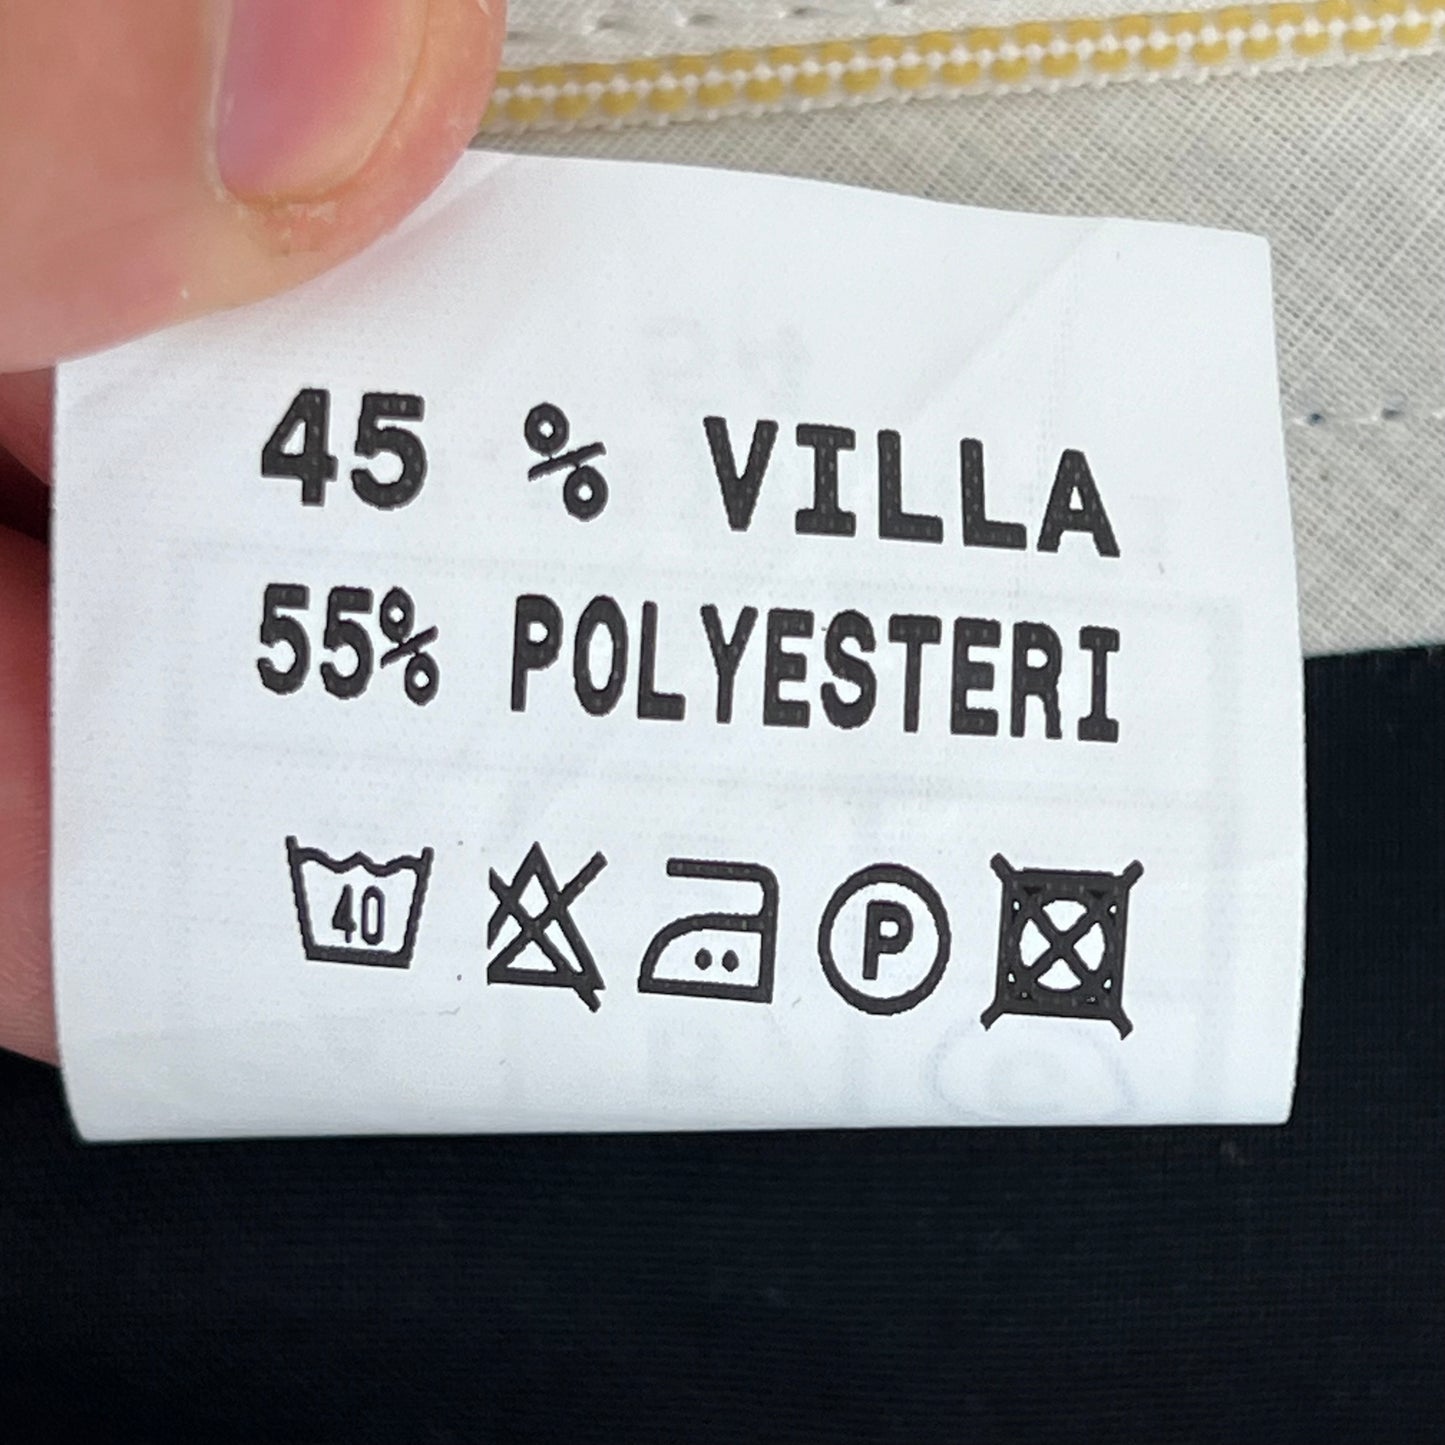 45 % VILLA
55% POLYESTERI
40 P